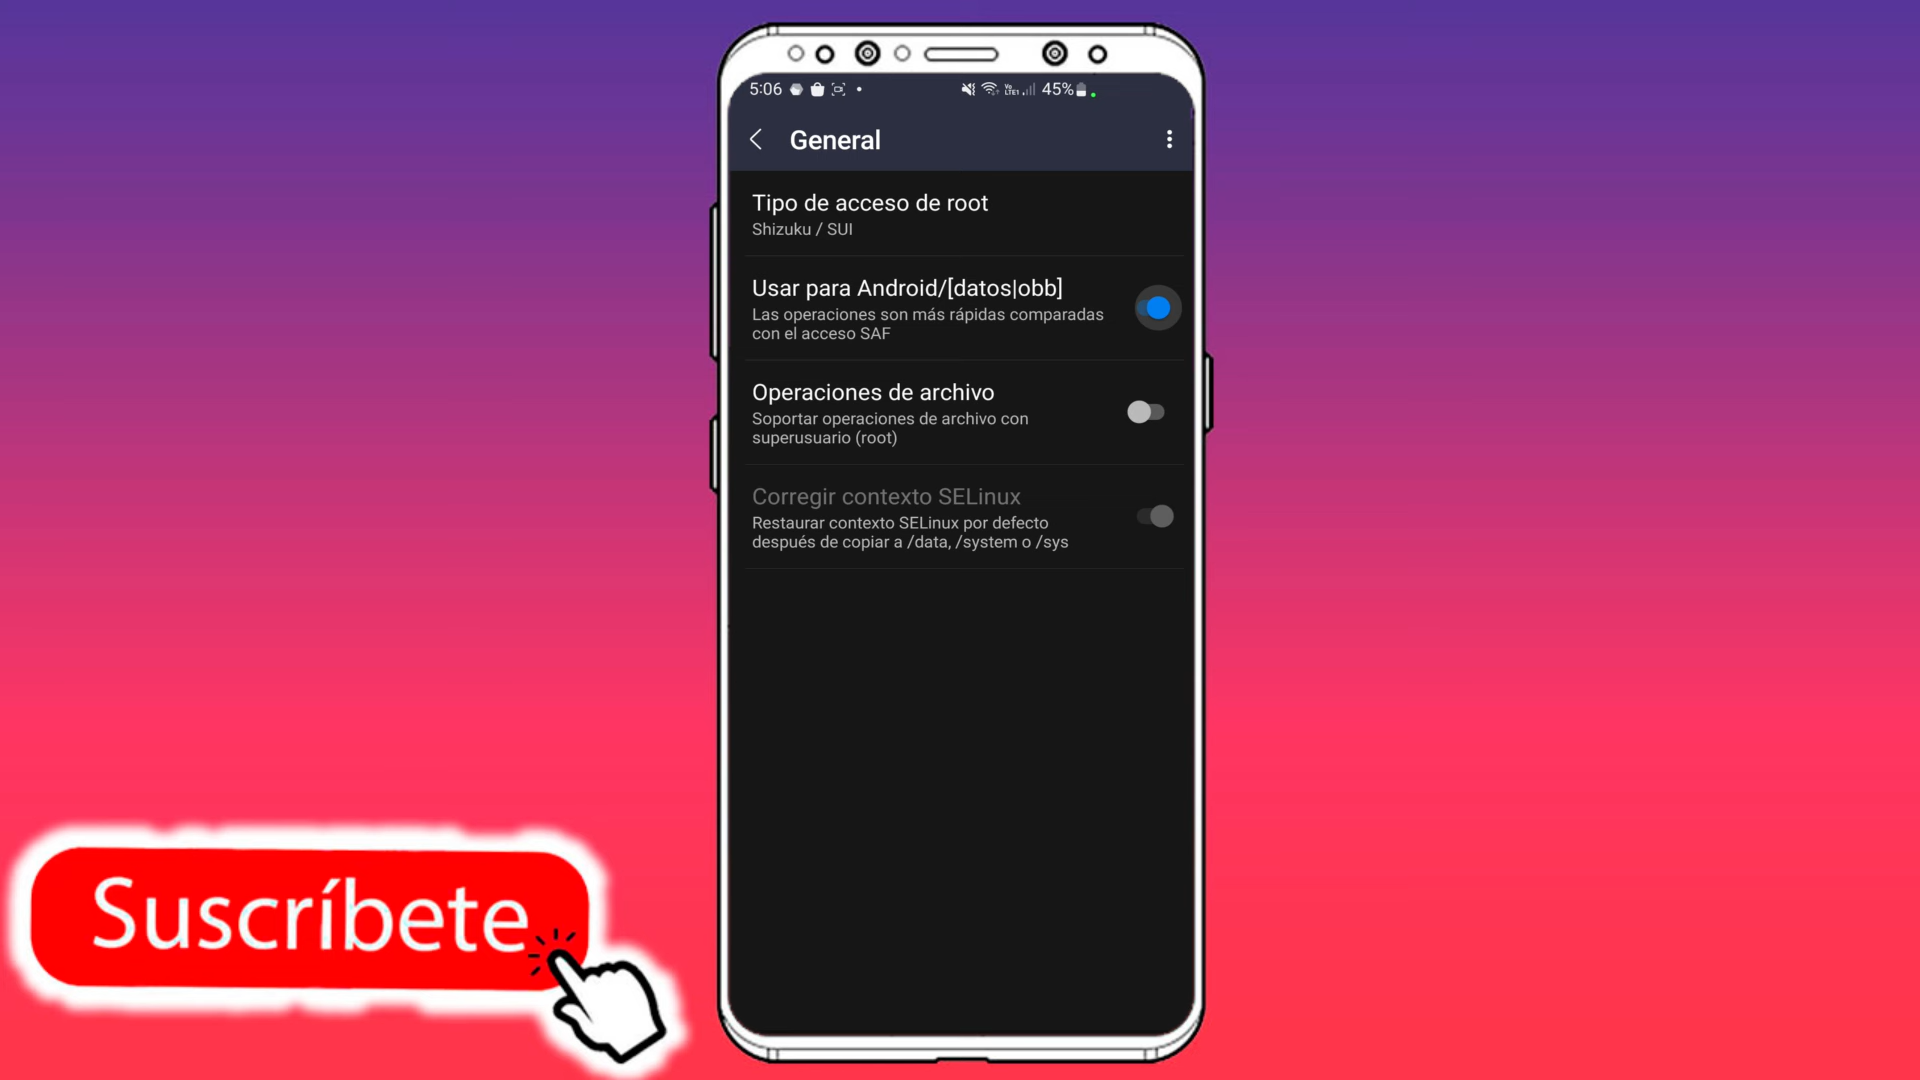 5:06
Vo
LTE1
45%
General
Tipo de acceso de root
Shizuku / SUI
Usar para Android/[datos|obb]
Las operaciones son más rápidas comparadas
con el acceso SAF
Operaciones de archivo
Soportar operaciones de archivo con
superusuario (root)
Corregir contexto SELinux
Restaurar contexto SELinux por defecto
después de copiar a /data, /system o /sys
Suscríbete